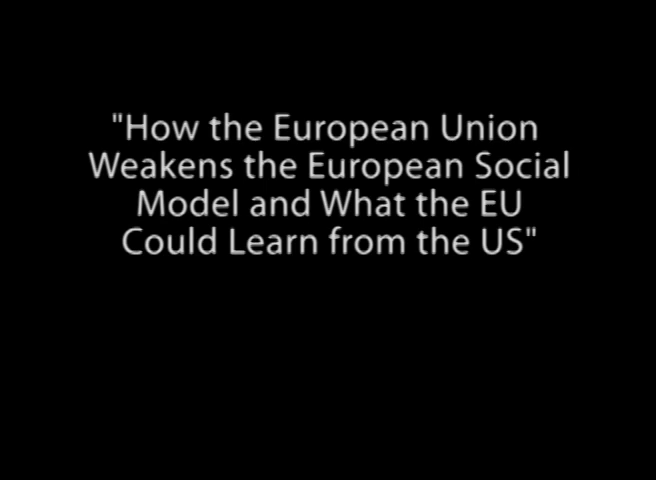 "How the European Union
Weakens the European Social
Model and What the EU
Could Learn from the US"